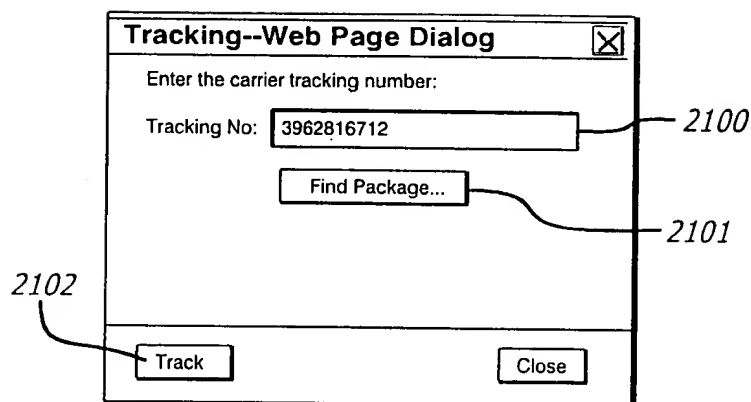 Tracking--Web Page Dialog
Enter the carrier tracking number:
Tracking No: 3962816712
2100
Find Package...
2101
2102
Track Close